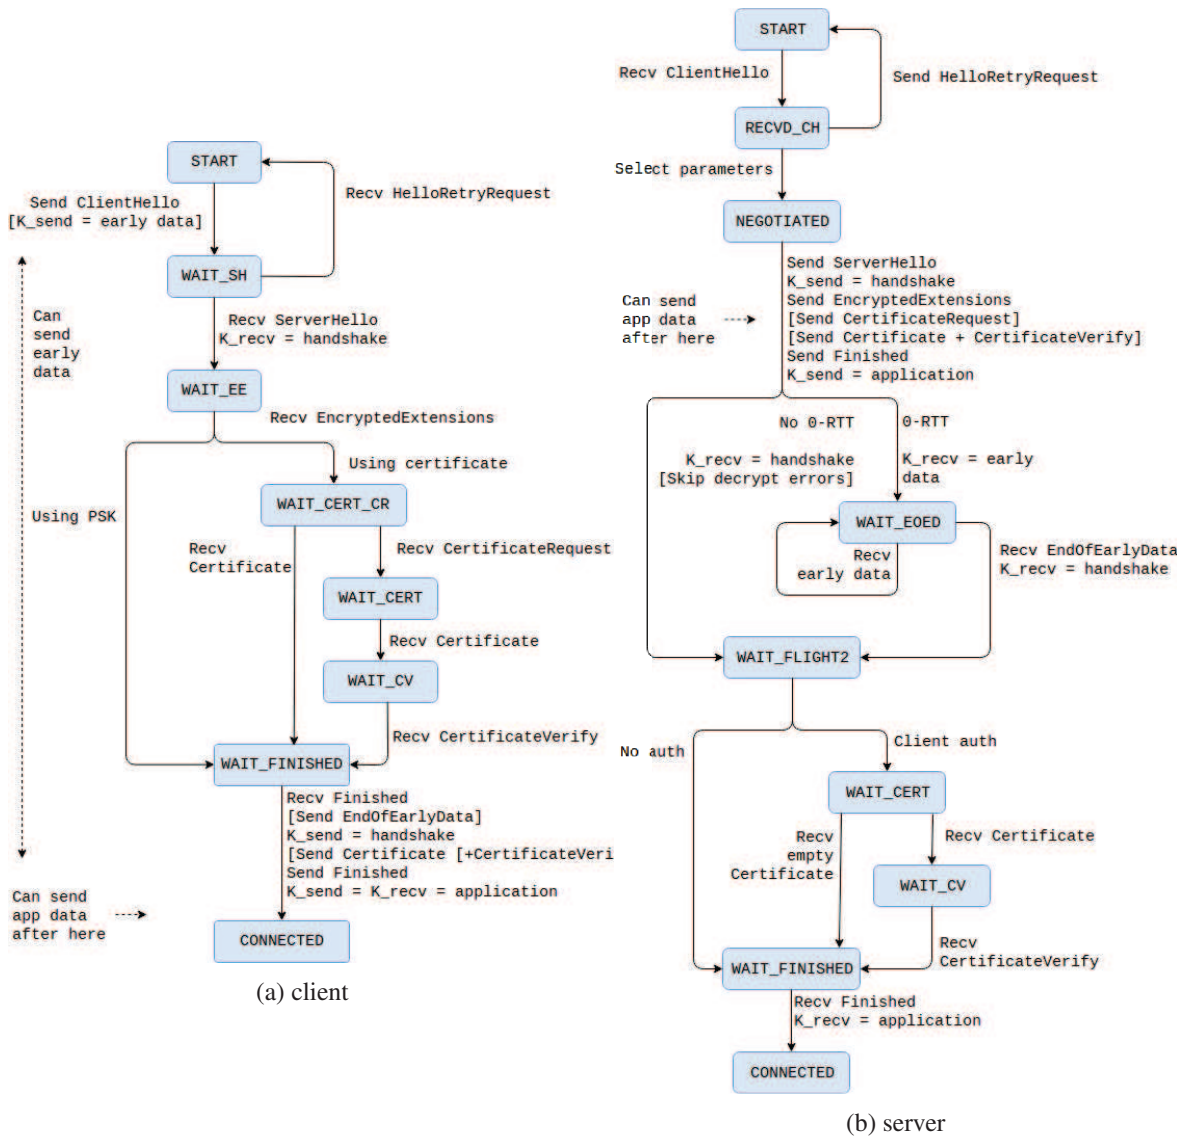 START
Send ClientHello
[K_send = early data]
Recv HelloRetryRequest
WAIT_SH
Can
send
early
data
Recv ServerHello
K_recv = handshake
WAIT_EE
Recv EncryptedExtensions
Using certificate
Using PSK
WAIT_CERT_CR
Recv
Certificate
Recv CertificateRequest
WAIT_CERT
Recv Certificate
WAIT_CV
Recv CertificateVerify
WAIT_FINISHED
Recv Finished
[Send EndOfEarlyData]
K_send = handshake
[Send Certificate [+CertificateVeri
Send Finished
K_send = K_recv = application
Can send
app data
after here
CONNECTED
(a) client
START
Recv ClientHello
Send HelloRetryRequest
RECVD_CH
Select parameters
NEGOTIATED
Send ServerHello
K_send = handshake
Send EncryptedExtensions
[Send CertificateRequest]
[Send Certificate + CertificateVerify]
Send Finished
K_send = application
Can send
app data
after here
No 0-RTT
0-RTT
K_recv = handshake
[Skip decrypt errors]
K_recv = early
data
WAIT_EOED
Recv
early data
Recv EndOfEarlyData
K_recv = handshake
WAIT_FLIGHT2
No auth
Client auth
WAIT_CERT
Recv
empty
Certificate
Recv Certificate
WAIT_CV
Recv
CertificateVerify
WAIT_FINISHED
Recv Finished
K_recv = application
CONNECTED
(b) server